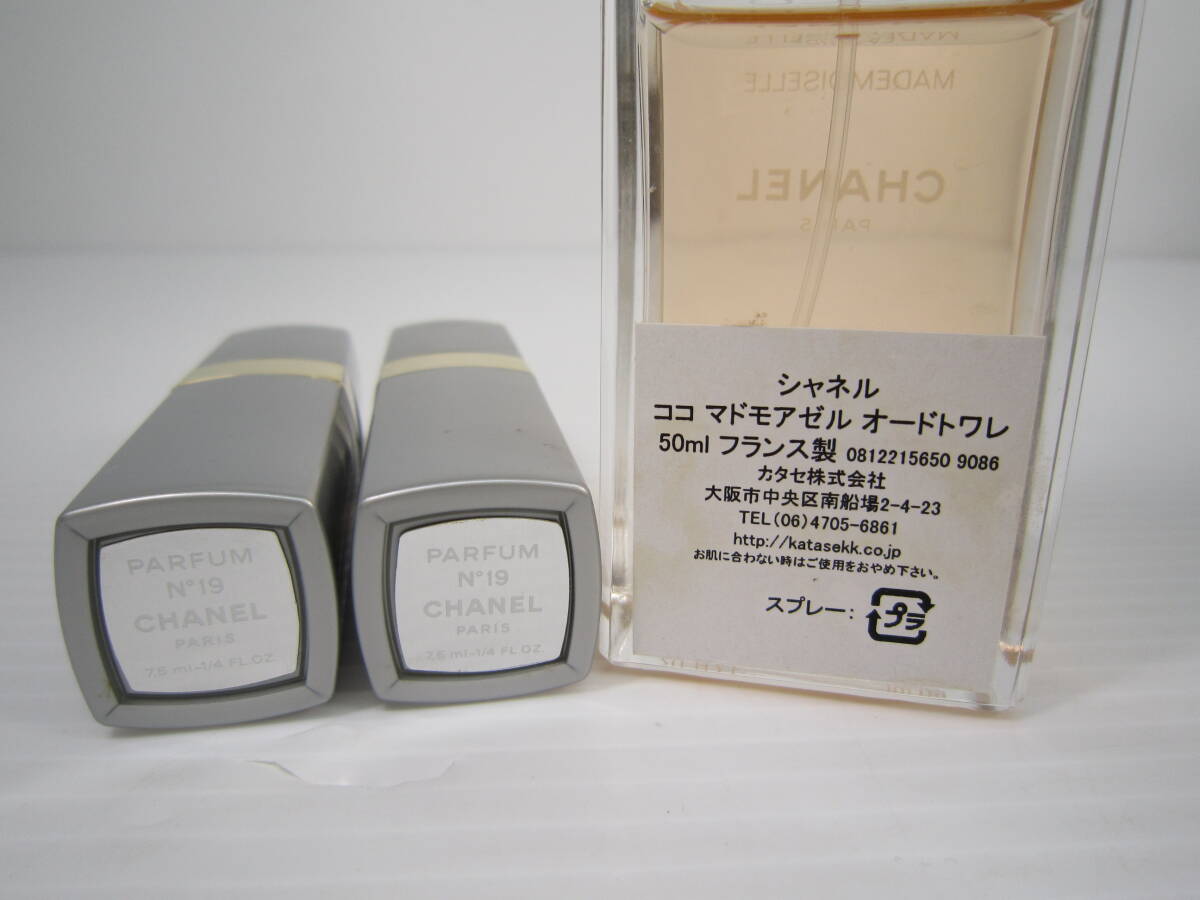 PARFUM
N°19
CHANEL
PARIS
7.5 ml-1/4 FL.OZ.
PARFUM
N°19
CHANEL
PARIS
7.5 ml-1/4 FL.OZ.
MADEMOISELLE
CHANEL
PARIS
シャネル
ココ マドモアゼル オードトワレ
50ml フランス製 0812215650 9086
カタセ株式会社
大阪市中央区南船場2-4-23
TEL(06)4705-6861
http://katasekk.co.jp
お肌に合わない時はご使用をおやめ下さい。
スプレー: プラ